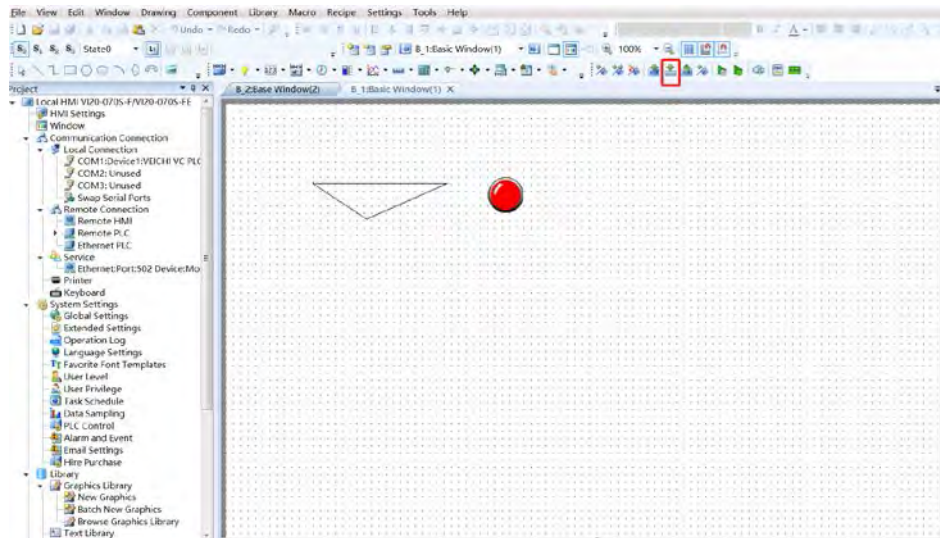 File View Edit Window Drawing Component Library Macro Recipe Settings Tools Help
Undo Redo
S₀ S₁ S₂ S₃ State0 B_1:Basic Window(1) 100%
Project
B_2:Base Window(2) B_1:Basic Window(1) X
Local HMI VI20-070S-F/VI20-070S-FE
HMI Settings
Window
Communication Connection
Local Connection
COM1:Device1:VEICHI VC PLC
COM2: Unused
COM3: Unused
Swap Serial Ports
Remote Connection
Remote HMI
Remote PLC
Ethernet PLC
Service
Ethernet:Port:502 Device:Mo
Printer
Keyboard
System Settings
Global Settings
Extended Settings
Operation Log
Language Settings
Favorite Font Templates
User Level
User Privilege
Task Schedule
Data Sampling
PLC Control
Alarm and Event
Email Settings
Hire Purchase
Library
Graphics Library
New Graphics
Batch New Graphics
Browse Graphics Library
Text Library